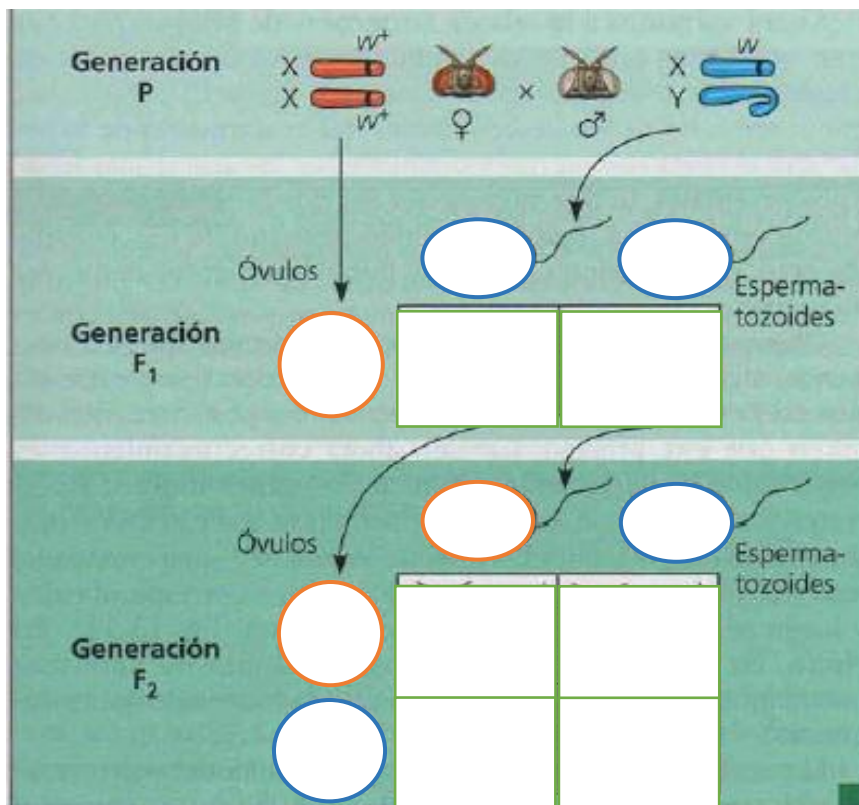 Generación
P
X w⁺
X w⁺
♀ × ♂
X w
Y
Óvulos
Esperma-
tozoides
Generación
F₁
Óvulos
Esperma-
tozoides
Generación
F₂